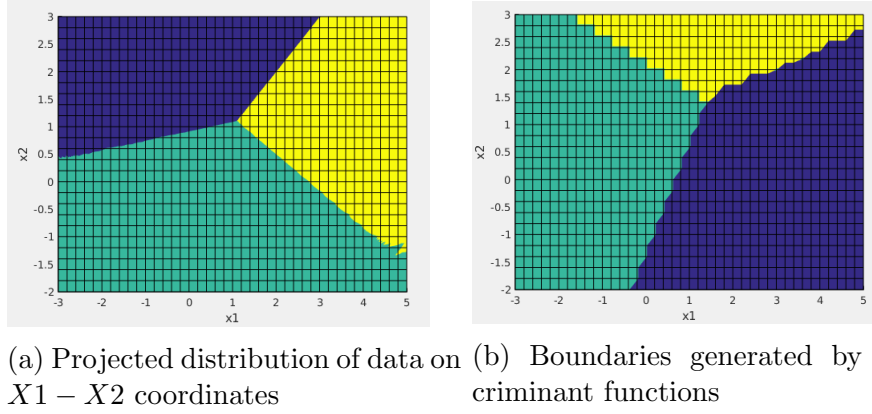 3
2.5
2
1.5
1
0.5
0
-0.5
-1
-1.5
-2
x2
-3 -2 -1 0 1 2 3 4 5
x1
3
2.5
2
1.5
1
0.5
0
-0.5
-1
-1.5
-2
x2
-3 -2 -1 0 1 2 3 4 5
x1
(a) Projected distribution of data on
X1 − X2 coordinates
(b) Boundaries generated by
criminant functions